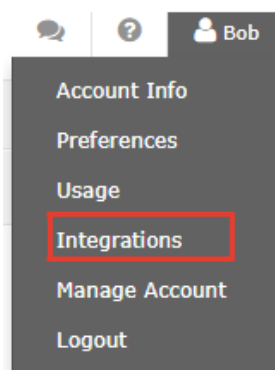 Bob
Account Info
Preferences
Usage
Integrations
Manage Account
Logout